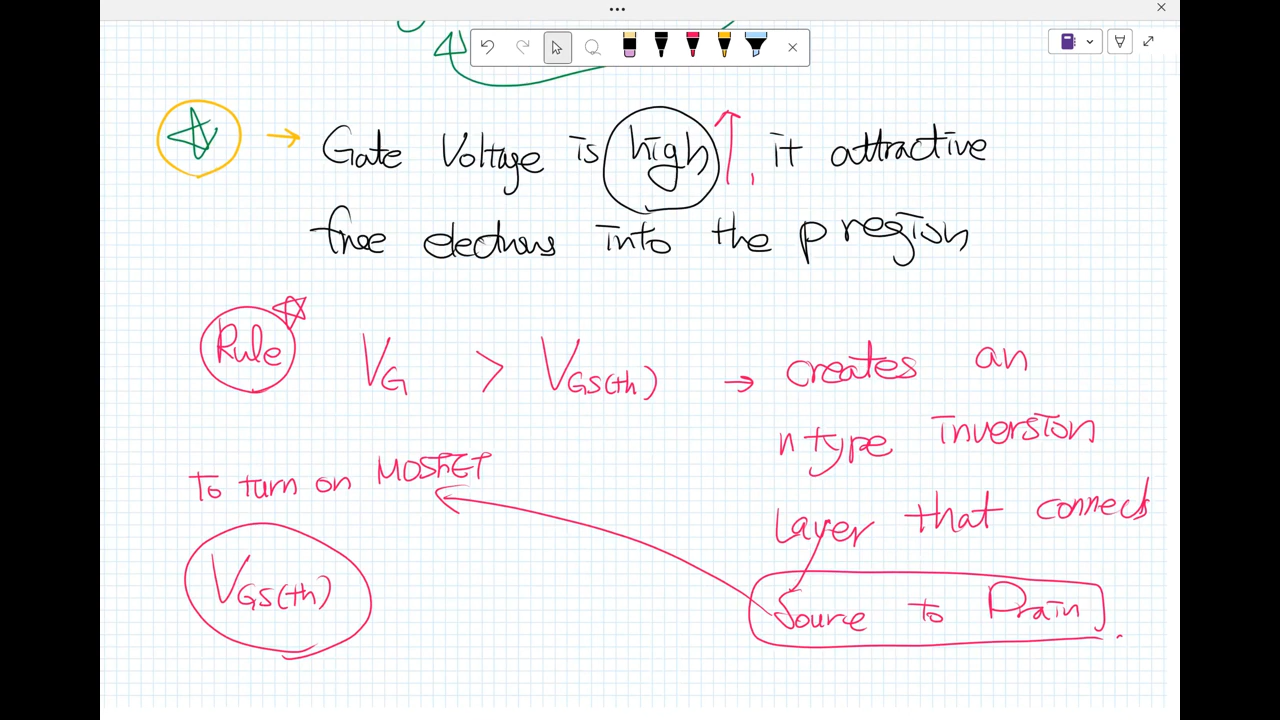 Gate Voltage is high it attractive
free electrons into the p region
Rule VG > VGS(th) → creates an
n type inversion
To turn on MOSFET
layer that connects
VGS(th)
Source to Drain